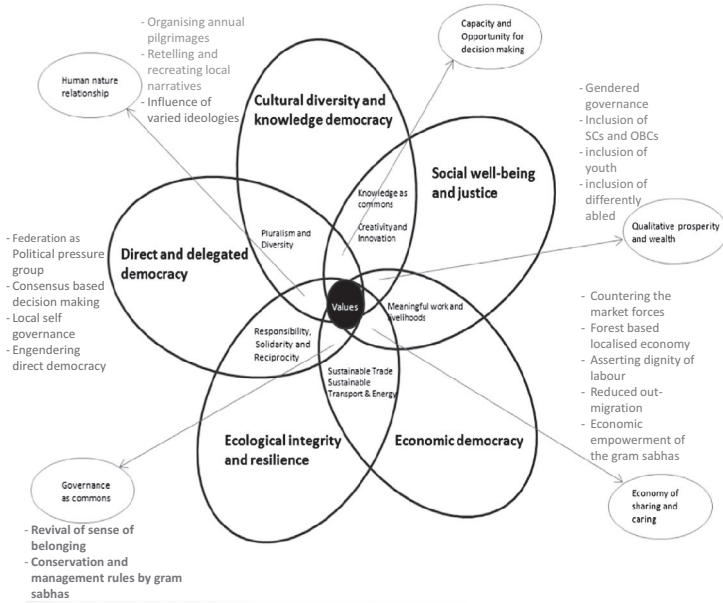 - Organising annual
pilgrimages
- Retelling and
recreating local
narratives
- Influence of
varied ideologies
Capacity and
Opportunity for
decision making
Human nature
relationship
Cultural diversity and
knowledge democracy
- Gendered
governance
- Inclusion of
SCs and OBCs
- inclusion of
youth
- inclusion of
differently
abled
Social well-being
and justice
Knowledge as
commons
Creativity and
Innovation
Pluralism and
Diversity
Qualitative prosperity
and wealth
- Federation as
Political pressure
group
- Consensus based
decision making
- Local self
governance
- Engendering
direct democracy
Direct and delegated
democracy
Values
Meaningful work and
livelihoods
- Countering the
market forces
- Forest based
localised economy
- Asserting dignity of
labour
- Reduced out-
migration
- Economic
empowerment of
the gram sabhas
Responsibility,
Solidarity and
Reciprocity
Sustainable Trade
Sustainable
Transport & Energy
Ecological integrity
and resilience
Economic democracy
Governance
as commons
Economy of
sharing and
caring
- Revival of sense of
belonging
- Conservation and
management rules by gram
sabhas